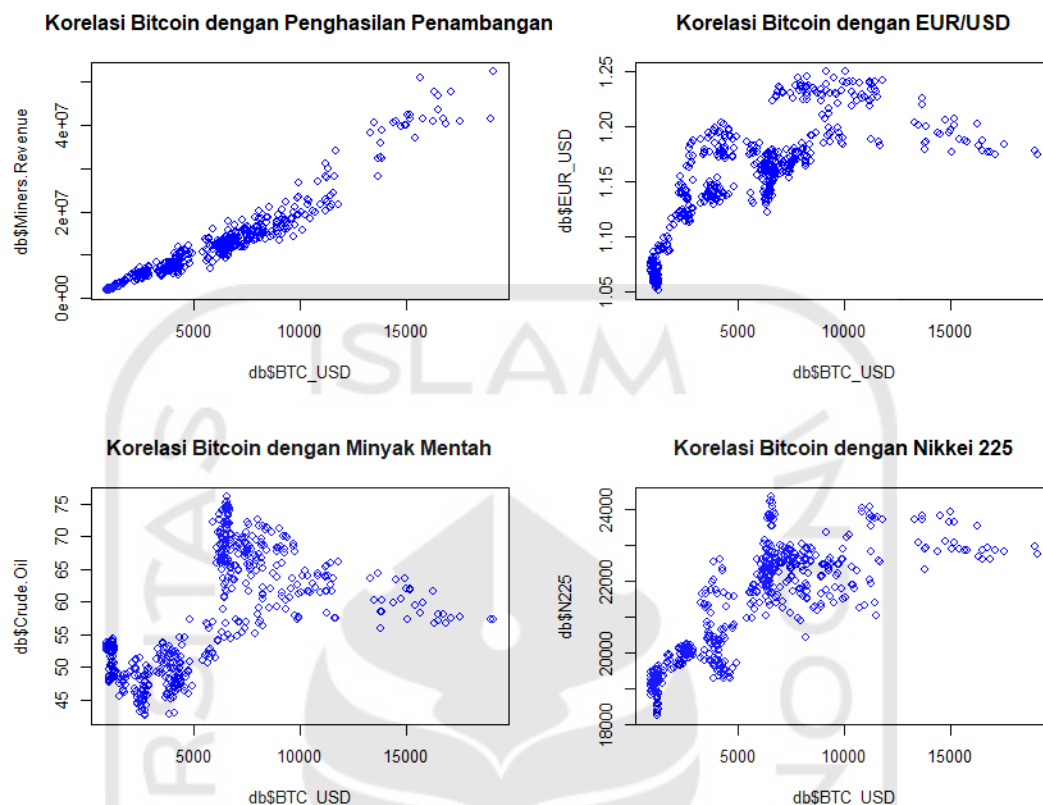 Korelasi Bitcoin dengan Penghasilan Penambangan
db$Miners.Revenue
0e+00 2e+07 4e+07
5000 10000 15000
db$BTC_USD
Korelasi Bitcoin dengan EUR/USD
db$EUR_USD
1.05 1.10 1.15 1.20 1.25
5000 10000 15000
db$BTC_USD
ISLAM
Korelasi Bitcoin dengan Minyak Mentah
db$Crude.Oil
45 50 55 60 65 70 75
5000 10000 15000
db$BTC_USD
Korelasi Bitcoin dengan Nikkei 225
db$N225
18000 20000 22000 24000
5000 10000 15000
db$BTC_USD
RSITAS